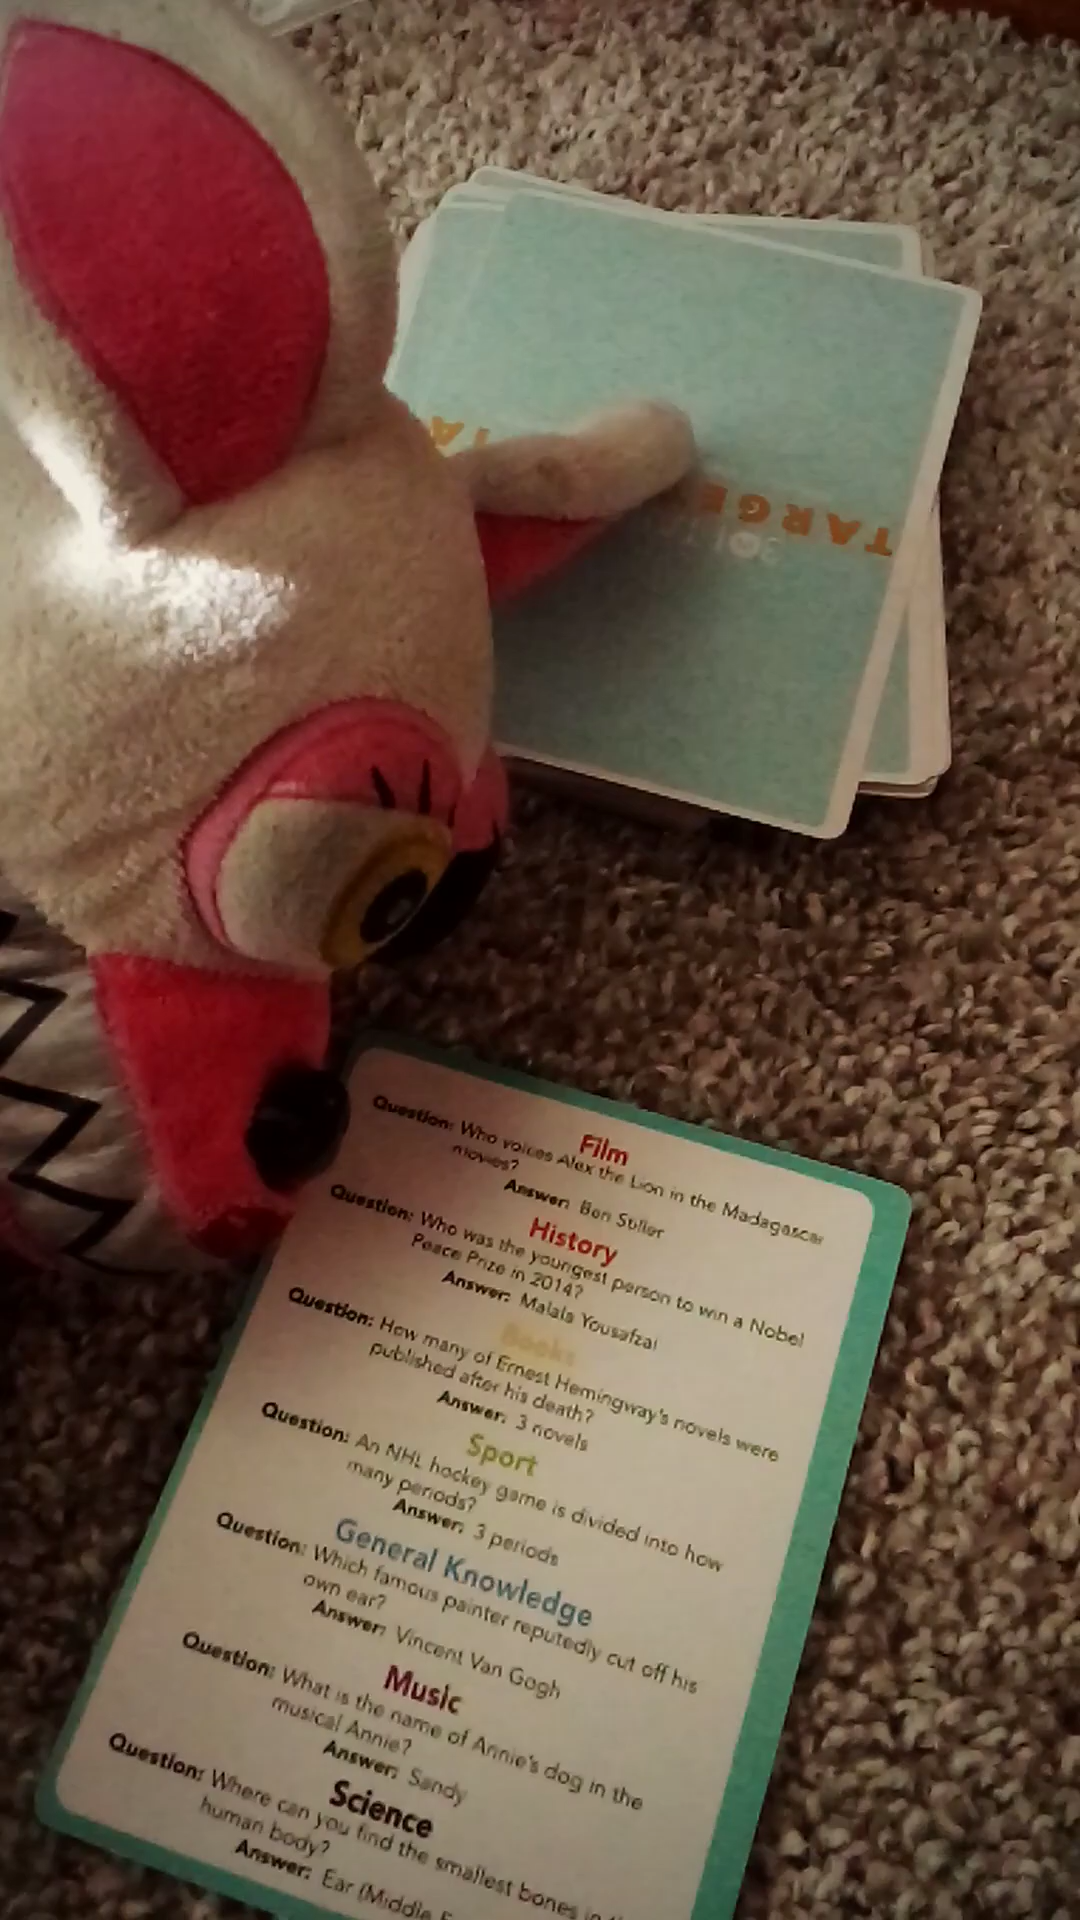 TA
TARGE
Film
Question: Who voices Alex the Lion in the Madagascar
movies?
Answer: Ben Stiller
History
Question: Who was the youngest person to win a Nobel
Peace Prize in 2014?
Answer: Malala Yousafzai
Books
Question: How many of Ernest Hemingway's novels were
published after his death?
Answer: 3 novels
Sport
Question: An NHL hockey game is divided into how
many periods?
Answer: 3 periods
General Knowledge
Question: Which famous painter reputedly cut off his
own ear?
Answer: Vincent Van Gogh
Music
Question: What is the name of Annie's dog in the
musical Annie?
Answer: Sandy
Science
Question: Where can you find the smallest bones in
human body?
Answer: Ear (Middle